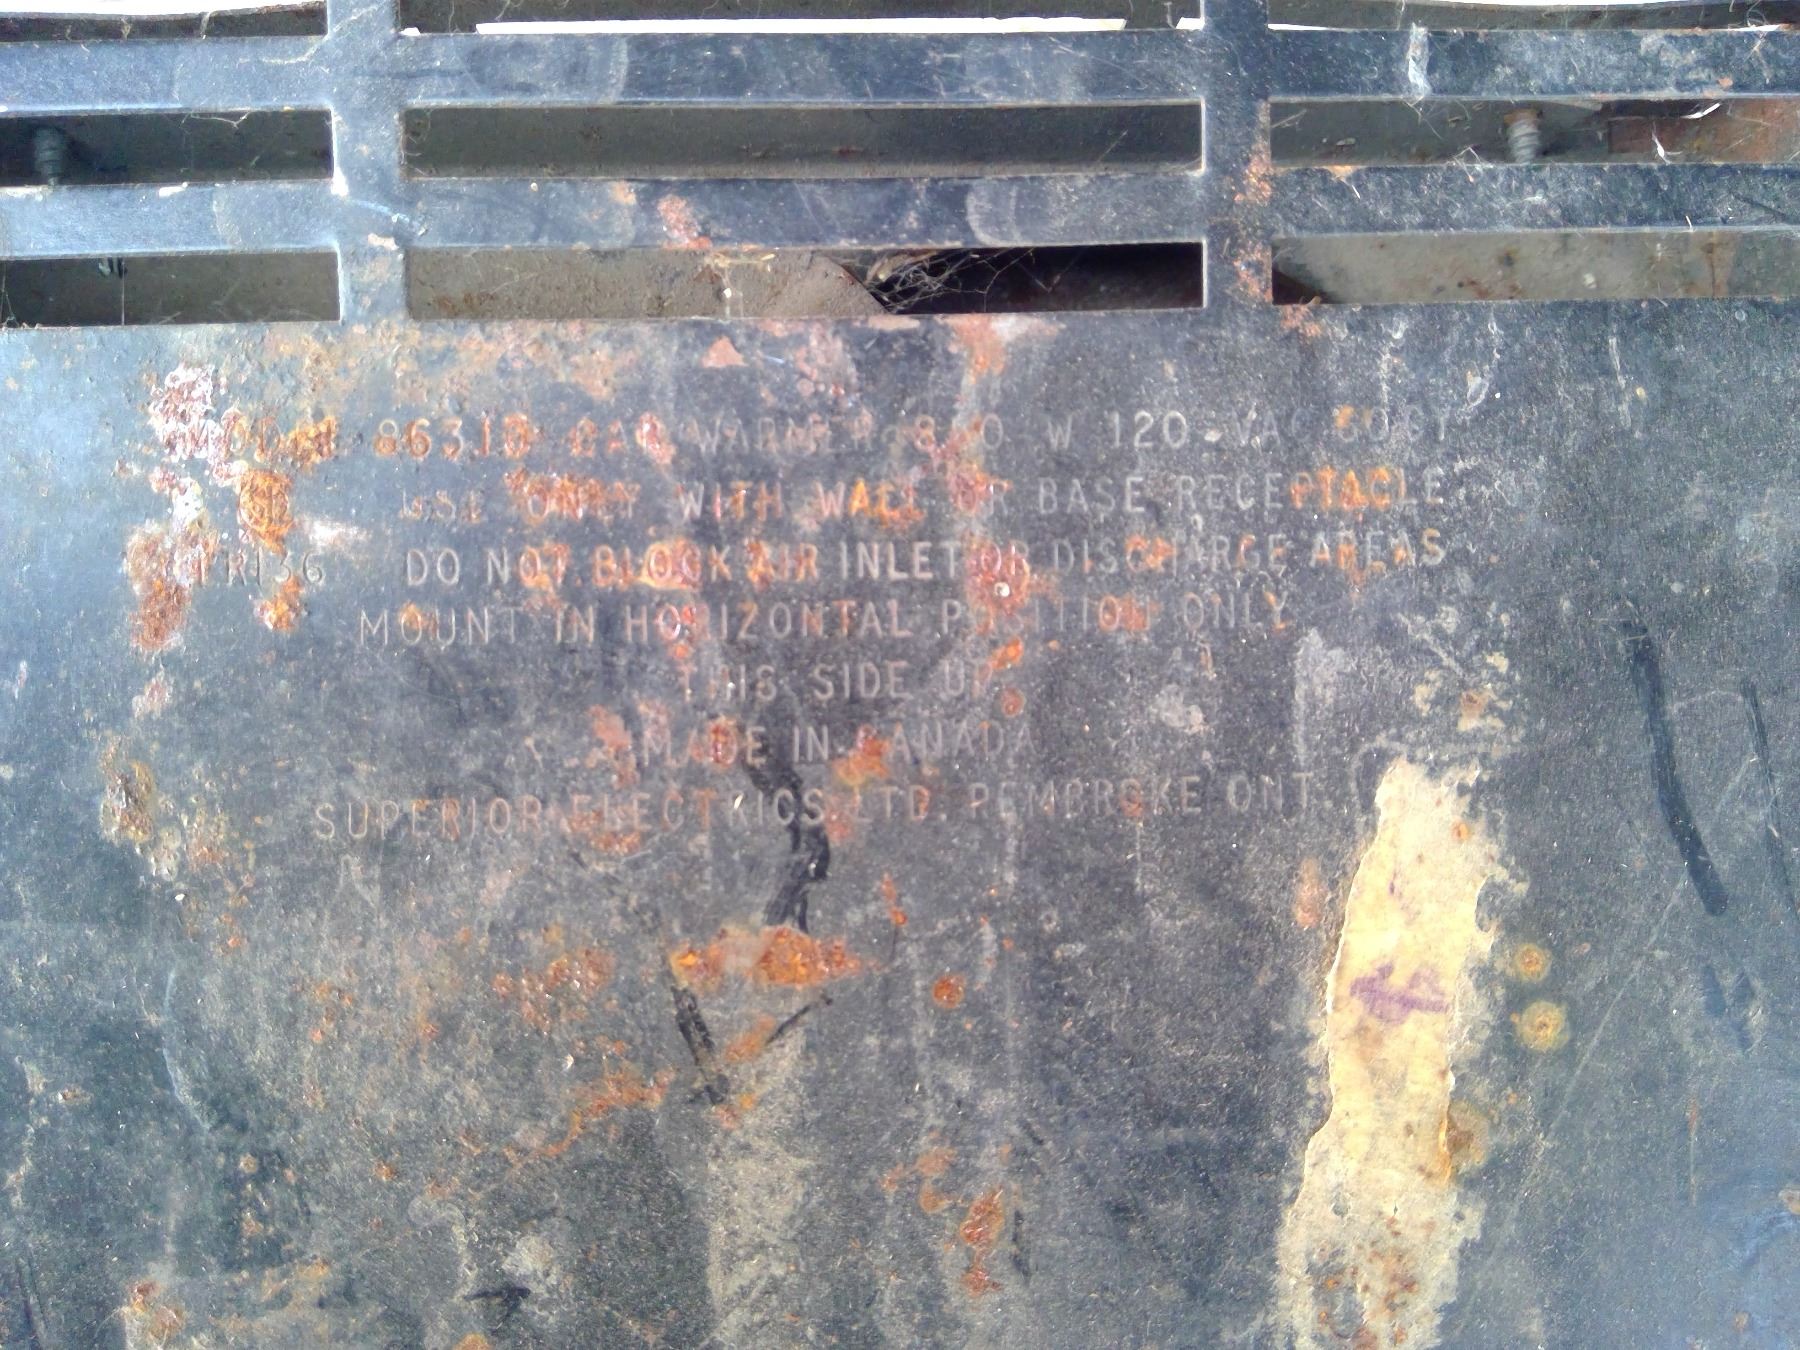 MODEL 86310 CAR WARMER 850 W 120 VAC 60 CY
USE ONLY WITH WALL OR BASE RECEPTACLE
LR1136 DO NOT BLOCK AIR INLET OR DISCHARGE AREAS
MOUNT IN HORIZONTAL POSITION ONLY
THIS SIDE UP
MADE IN CANADA
SUPERIOR ELECTRICS LTD. PEMBROKE ONT.